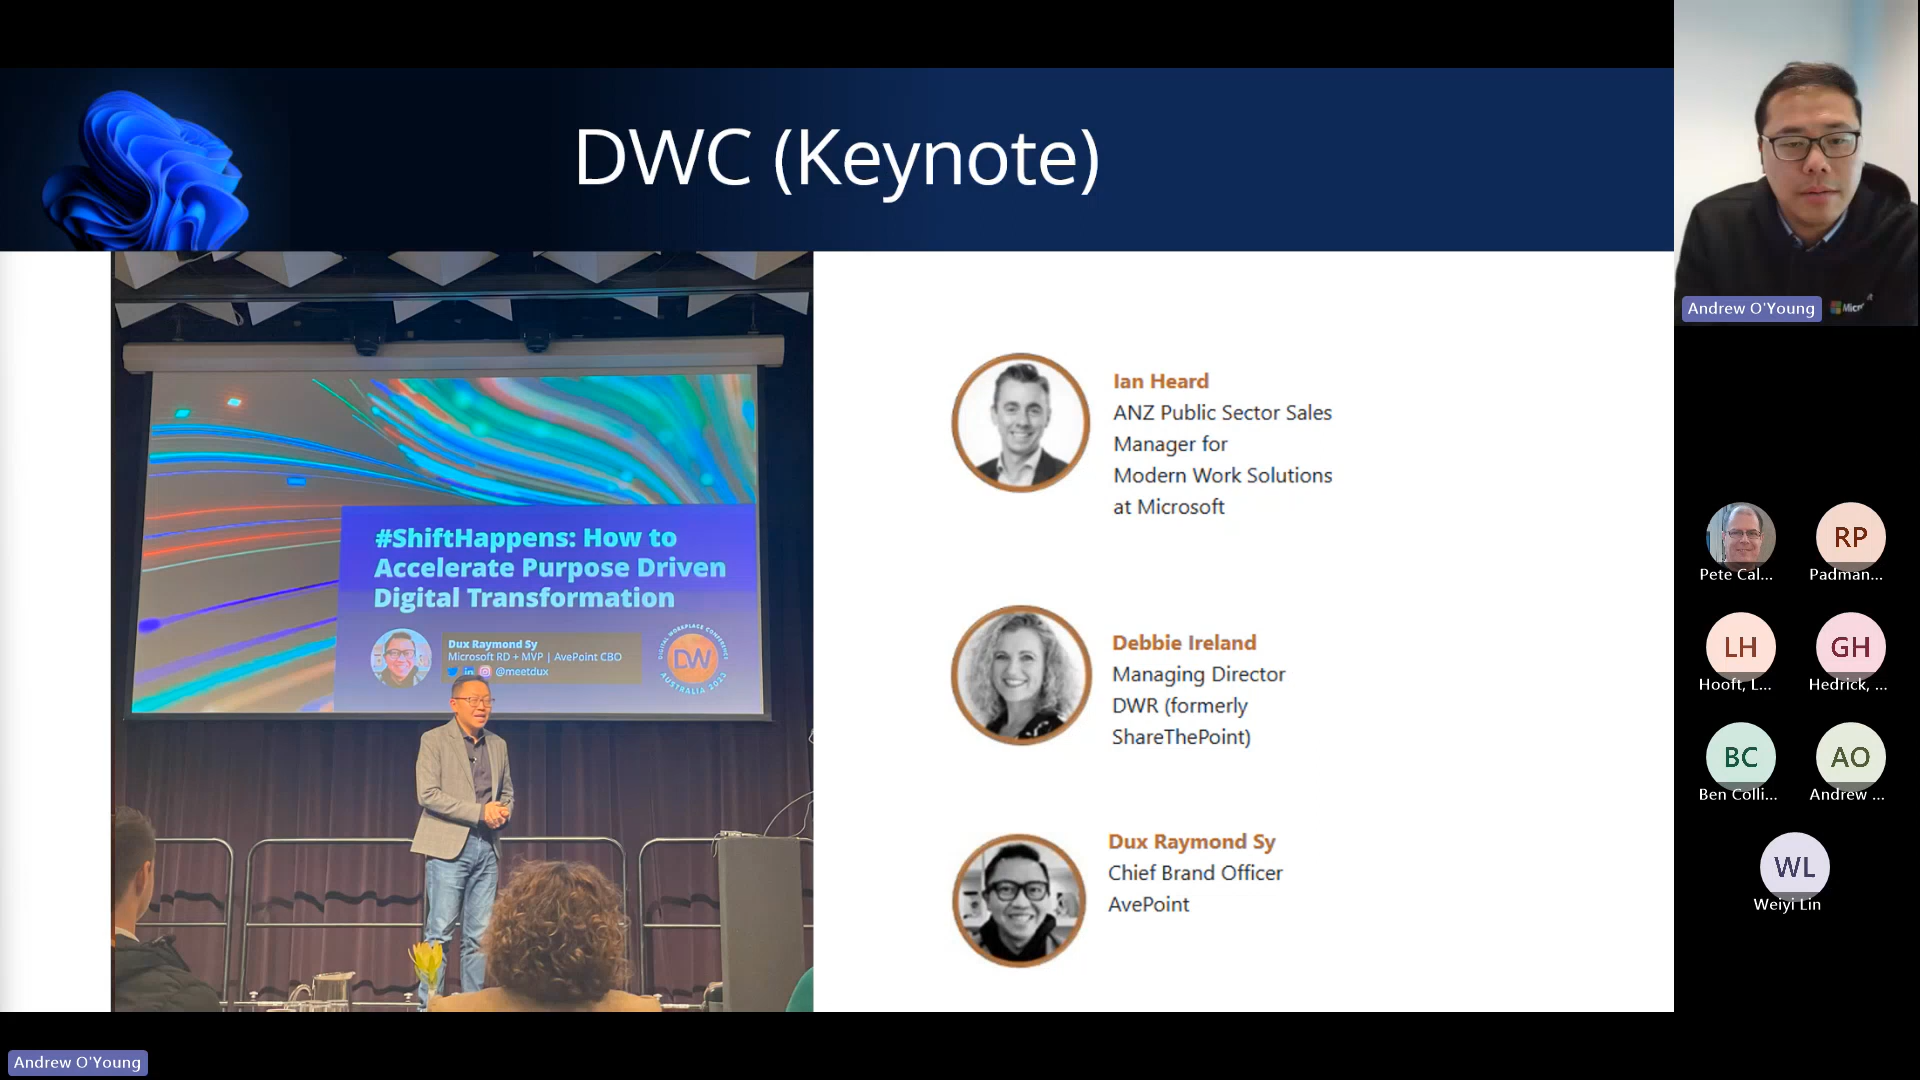 DWC (Keynote)
#ShiftHappens: How to
Accelerate Purpose Driven
Digital Transformation
Dux Raymond Sy
Microsoft RD + MVP | AvePoint CBO
@meetdux
DIGITAL WORKPLACE CONFERENCE
DW
Ian Heard
ANZ Public Sector Sales
Manager for
Modern Work Solutions
at Microsoft
Debbie Ireland
Managing Director
DWR (formerly
ShareThePoint)
Dux Raymond Sy
Chief Brand Officer
AvePoint
Andrew O'Young
Pete Cal...
RP
Padman...
LH
Hooft, L...
GH
Hedrick, ...
BC
Ben Colli...
AO
Andrew ...
WL
Weiyi Lin
Andrew O'Young